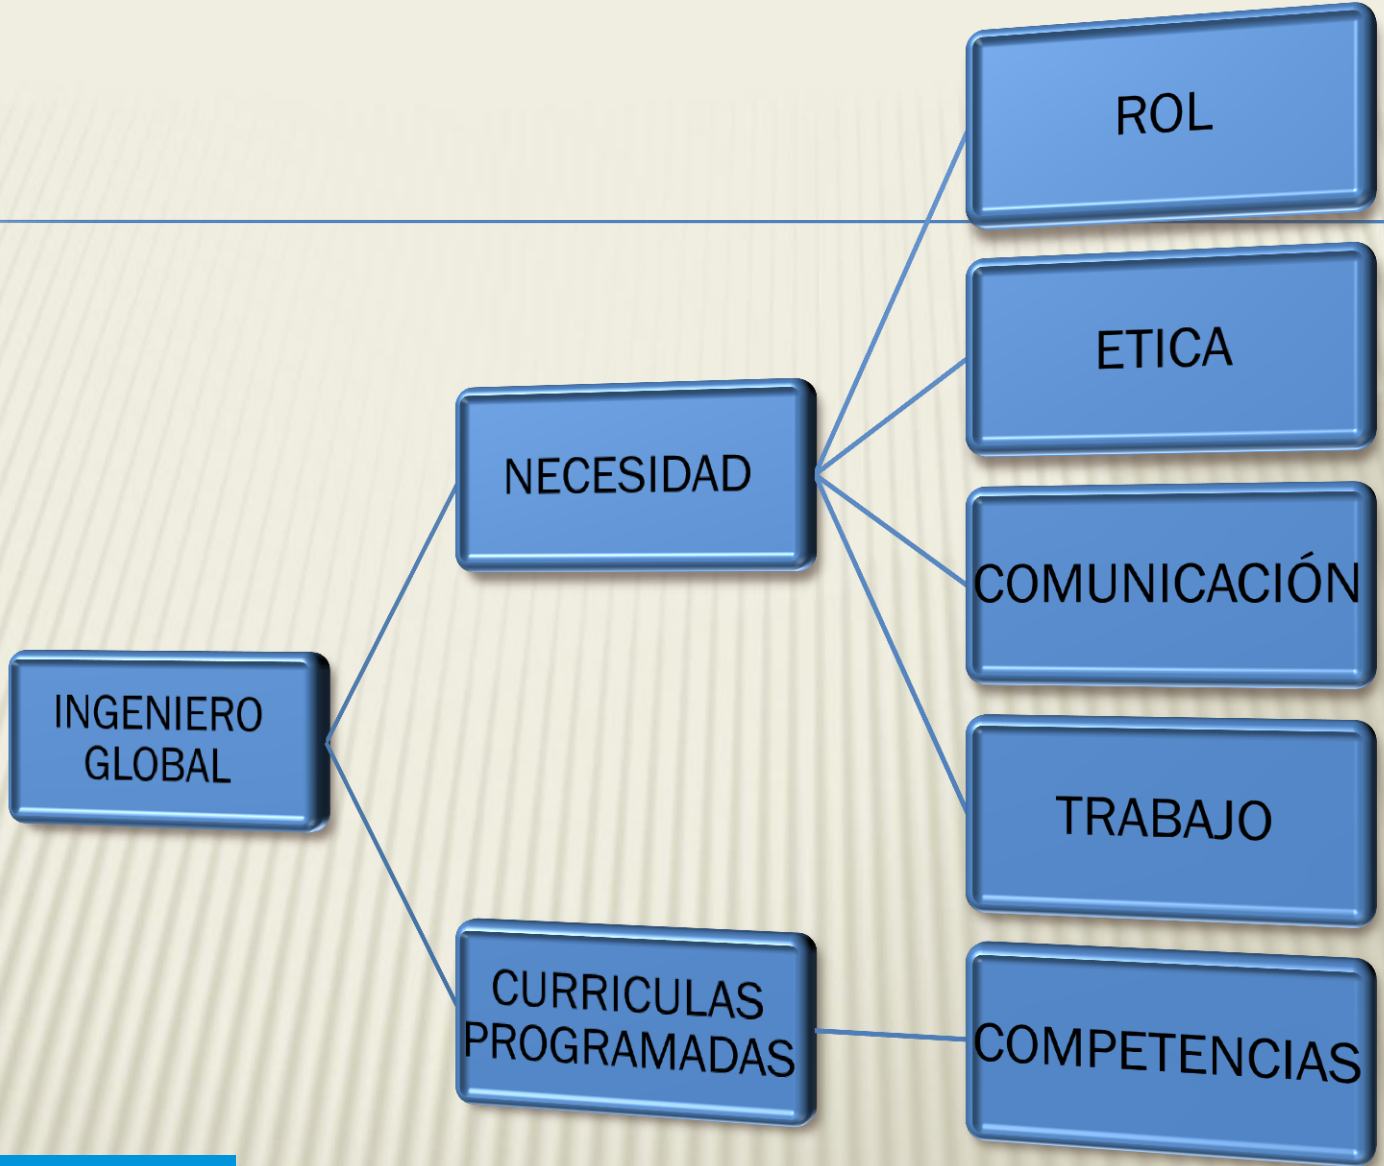 INGENIERO
GLOBAL
NECESIDAD
CURRICULAS
PROGRAMADAS
ROL
ETICA
COMUNICACIÓN
TRABAJO
COMPETENCIAS